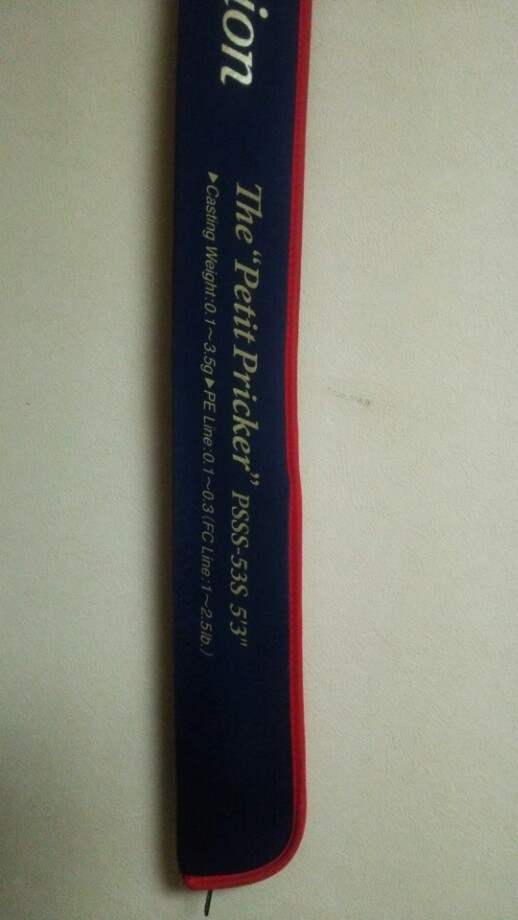 ion
The “Petit Pricker” PSSS-53S 5'3"
▶Casting Weight:0.1～3.5g▶PE Line:0.1～0.3(FC Line:1～2.5lb.)